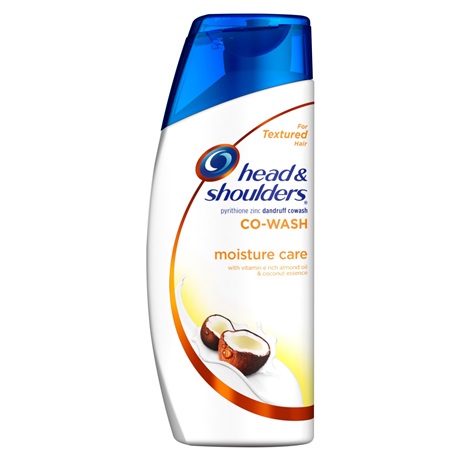 For
Textured
Hair
head &
shoulders®
pyrithione zinc dandruff cowash
CO-WASH
moisture care
with vitamin e rich almond oil
& coconut essence